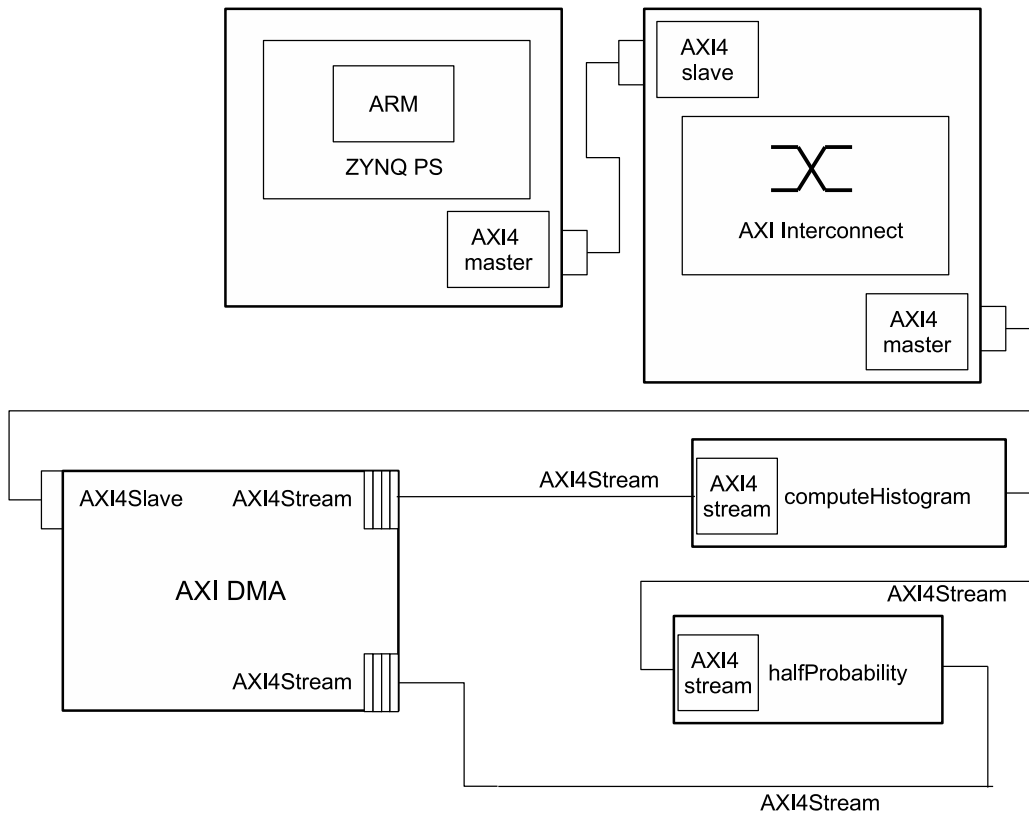 AXI4
slave
ARM
ZYNQ PS
AXI4
master
AXI Interconnect
AXI4
master
AXI4Slave
AXI4Stream
AXI4Stream
AXI4
stream
computeHistogram
AXI DMA
AXI4Stream
AXI4Stream
AXI4
stream
halfProbability
AXI4Stream